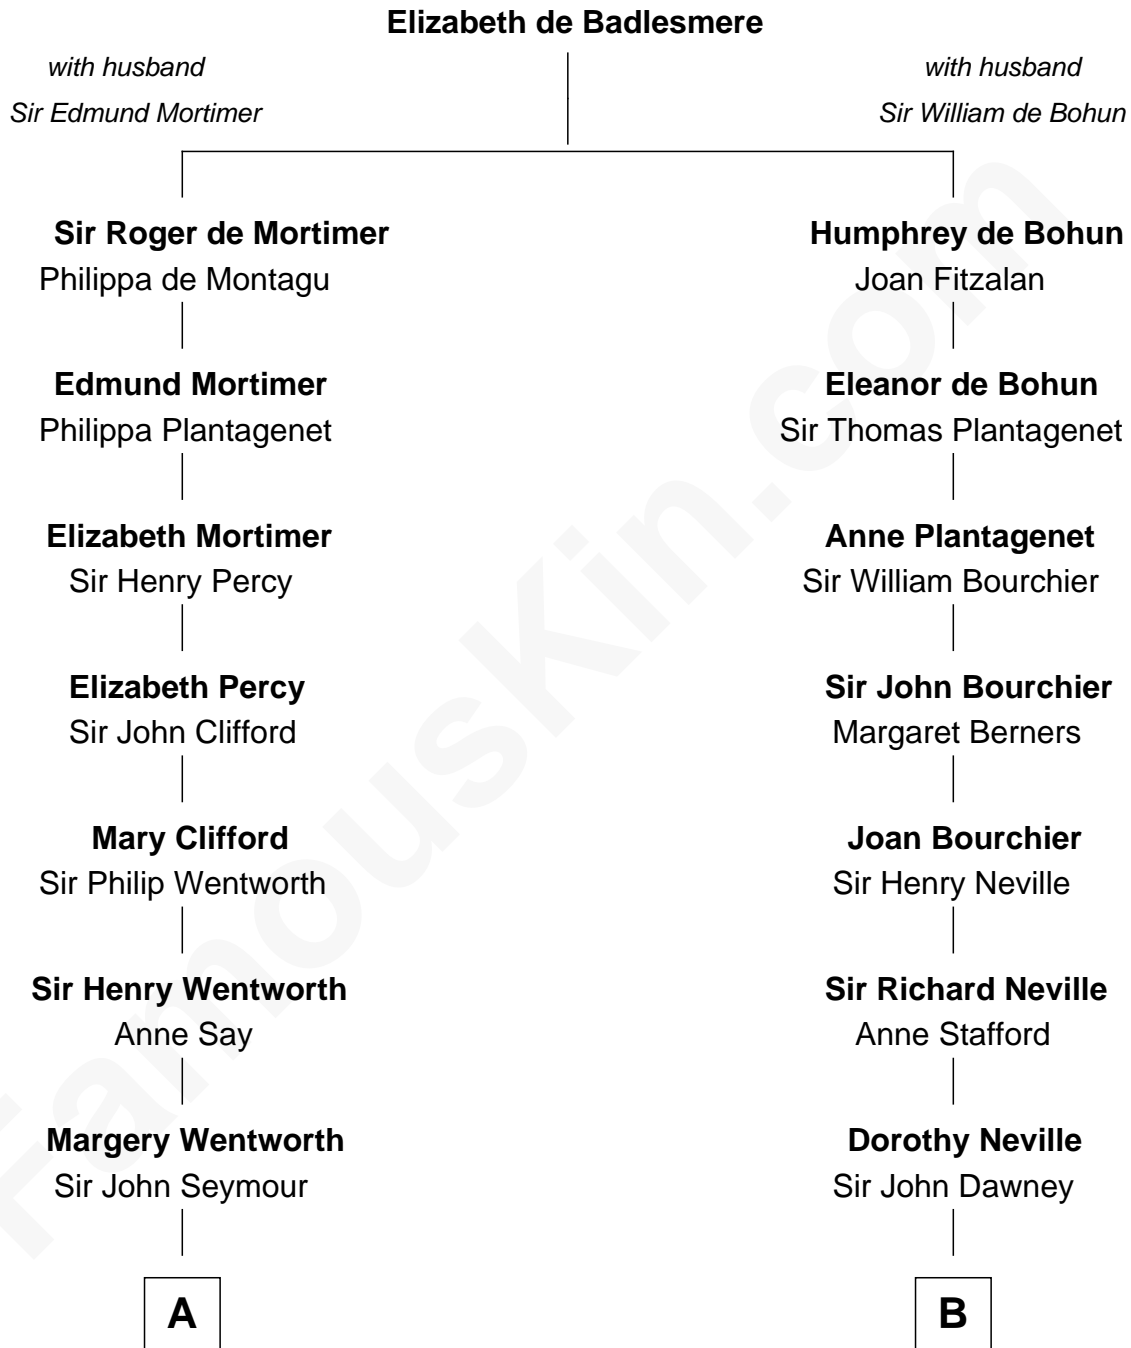 Elizabeth de Badlesmere
with husband
Sir Edmund Mortimer
with husband
Sir William de Bohun
Sir Roger de Mortimer
Philippa de Montagu
Humphrey de Bohun
Joan Fitzalan
Edmund Mortimer
Philippa Plantagenet
Eleanor de Bohun
Sir Thomas Plantagenet
Elizabeth Mortimer
Sir Henry Percy
Anne Plantagenet
Sir William Bourchier
Elizabeth Percy
Sir John Clifford
Sir John Bourchier
Margaret Berners
Mary Clifford
Sir Philip Wentworth
Joan Bourchier
Sir Henry Neville
Sir Henry Wentworth
Anne Say
Sir Richard Neville
Anne Stafford
Margery Wentworth
Sir John Seymour
Dorothy Neville
Sir John Dawney
A
B
FamousKin.com